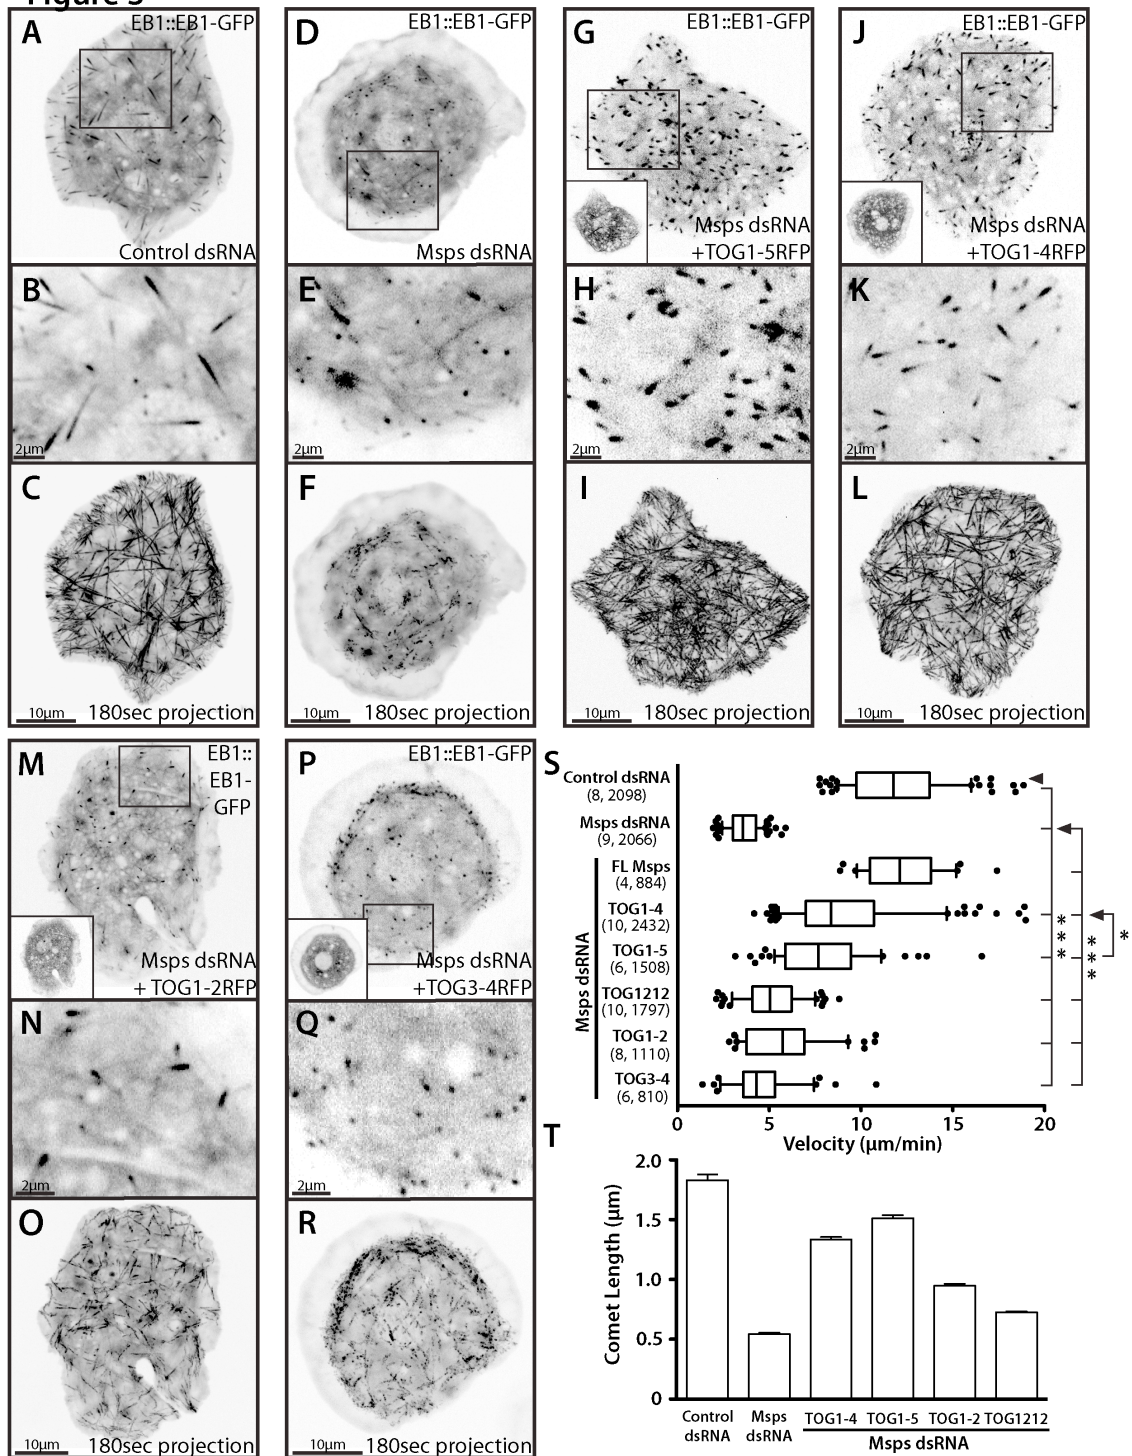 Figure 3
A
EB1::EB1-GFP
Control dsRNA
B
2µm
C
10µm
180sec projection
D
EB1::EB1-GFP
Msps dsRNA
E
2µm
F
10µm
180sec projection
G
EB1::EB1-GFP
Msps dsRNA
+TOG1-5RFP
H
2µm
I
10µm
180sec projection
J
EB1::EB1-GFP
Msps dsRNA
+TOG1-4RFP
K
2µm
L
10µm
180sec projection
M
EB1::
EB1-
GFP
Msps dsRNA
+ TOG1-2RFP
N
2µm
O
10µm
180sec projection
P
EB1::EB1-GFP
Msps dsRNA
+TOG3-4RFP
Q
2µm
R
10µm
180sec projection
S
Control dsRNA
(8, 2098)
Msps dsRNA
(9, 2066)
FL Msps
(4, 884)
TOG1-4
(10, 2432)
TOG1-5
(6, 1508)
TOG1212
(10, 1797)
TOG1-2
(8, 1110)
TOG3-4
(6, 810)
Msps dsRNA
***
***
*
0 5 10 15 20
Velocity (µm/min)
T
2.0
1.5
1.0
0.5
0
Comet Length (µm)
Control dsRNA
Msps dsRNA
TOG1-4 TOG1-5 TOG1-2 TOG1212
Msps dsRNA